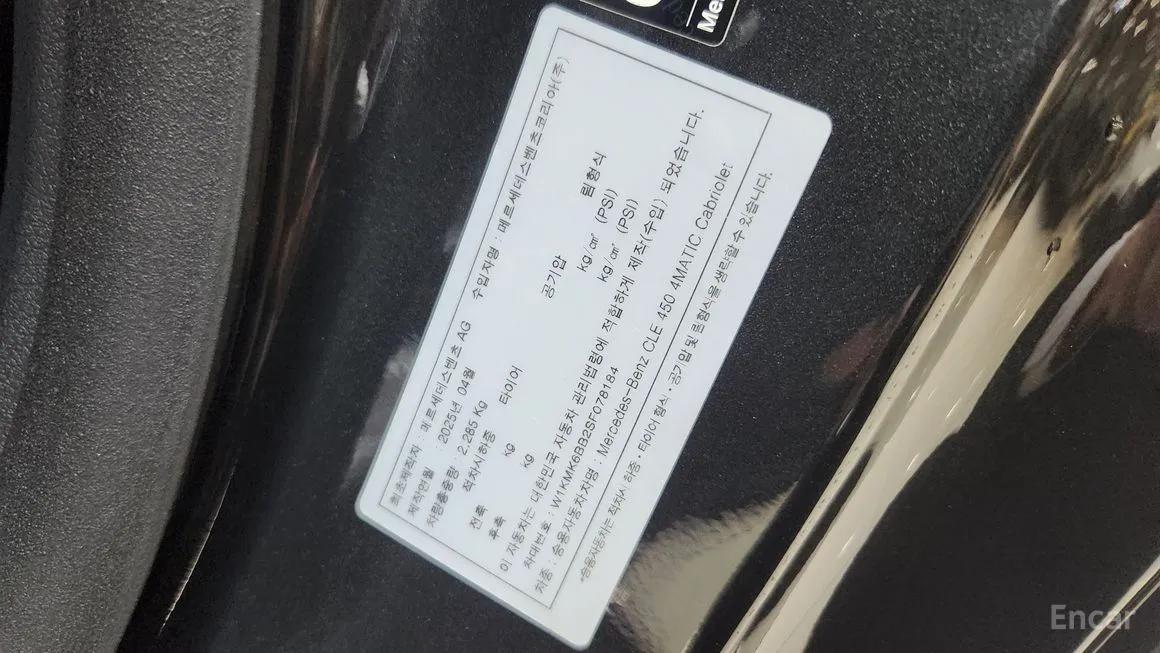 Me
최초제작자 : 메르세데스벤츠 AG 수입자명 : 메르세데스벤츠코리아(주)
제작연월 : 2025년 04월
차량총중량 : 2,285 Kg
적차시하중 타이어 공기압 림형식
전축 kg kg/㎠ (PSI)
후축 kg kg/㎠ (PSI)
이 자동차는 대한민국 자동차 관리법령에 적합하게 제작(수입) 되었습니다.
차대번호 : W1KMK6BB2SF078184
차종 : 승용자동차 차명 : Mercedes-Benz CLE 450 4MATIC Cabriolet
*승용자동차는 적차시 하중·타이어 형식·공기압 및 림형식을 생략할 수 있습니다.
Encar